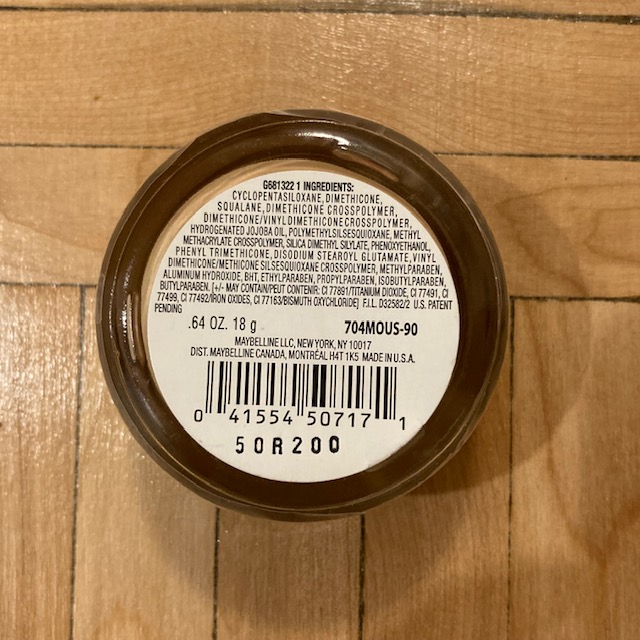 G681322 1 INGREDIENTS:
CYCLOPENTASILOXANE, DIMETHICONE,
SQUALANE, DIMETHICONE CROSSPOLYMER,
DIMETHICONE/VINYL DIMETHICONE CROSSPOLYMER,
HYDROGENATED JOJOBA OIL, POLYMETHYLSILSESQUIOXANE, METHYL
METHACRYLATE CROSSPOLYMER, SILICA DIMETHYL SILYLATE, PHENOXYETHANOL,
PHENYL TRIMETHICONE, DISODIUM STEAROYL GLUTAMATE, VINYL
DIMETHICONE/METHICONE SILSESQUIOXANE CROSSPOLYMER, METHYLPARABEN,
ALUMINUM HYDROXIDE, BHT, ETHYLPARABEN, PROPYLPARABEN, ISOBUTYLPARABEN,
BUTYLPARABEN. [+/- MAY CONTAIN/PEUT CONTENIR: CI 77891/TITANIUM DIOXIDE, CI 77491, CI
77499, CI 77492/IRON OXIDES, CI 77163/BISMUTH OXYCHLORIDE] F.I.L. D32582/2 U.S. PATENT
PENDING
.64 OZ. 18 g 704MOUS-90
MAYBELLINE LLC, NEW YORK, NY 10017
DIST. MAYBELLINE CANADA, MONTRÉAL H4T 1K5 MADE IN U.S.A.
0 41554 50717 1
50R200